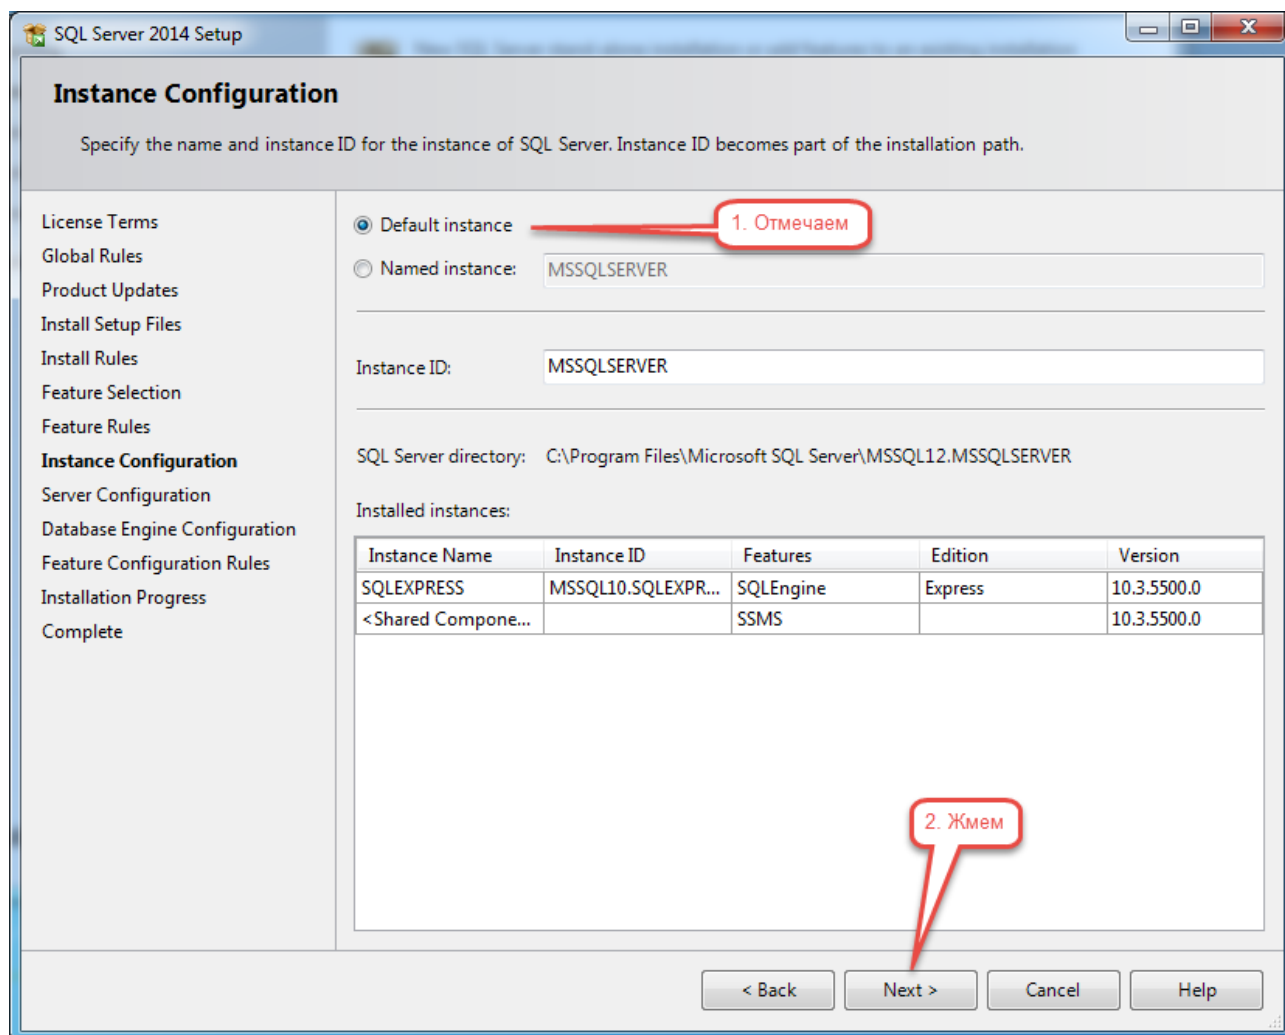 SQL Server 2014 Setup
Instance Configuration
Specify the name and instance ID for the instance of SQL Server. Instance ID becomes part of the installation path.
License Terms
Global Rules
Product Updates
Install Setup Files
Install Rules
Feature Selection
Feature Rules
Instance Configuration
Server Configuration
Database Engine Configuration
Feature Configuration Rules
Installation Progress
Complete
Default instance
1. Отмечаем
Named instance: MSSQLSERVER
Instance ID: MSSQLSERVER
SQL Server directory: C:\Program Files\Microsoft SQL Server\MSSQL12.MSSQLSERVER
Installed instances:
Instance Name Instance ID Features Edition Version
SQLEXPRESS MSSQL10.SQLEXPR... SQLEngine Express 10.3.5500.0
<Shared Compone... SSMS 10.3.5500.0
2. Жмем
< Back Next > Cancel Help